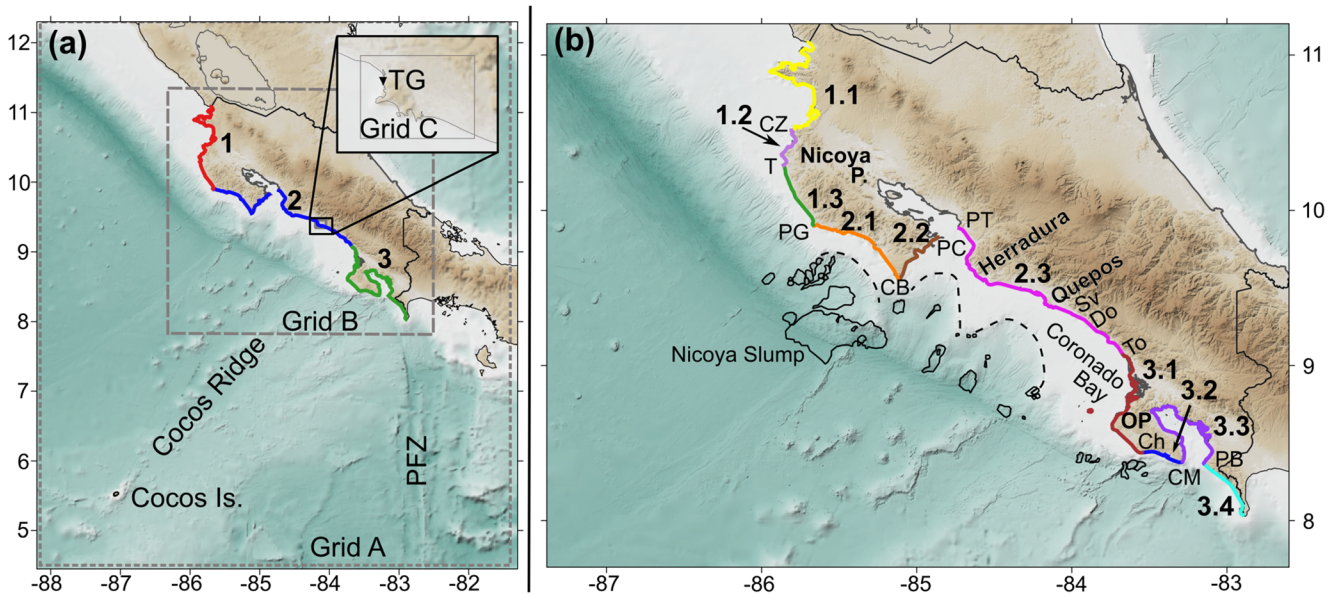 (a)
12
11
10
9
8
7
6
5
-88
-87
-86
-85
-84
-83
-82
TG
Grid C
1
2
3
Grid B
Cocos Ridge
PFZ
Cocos Is.
Grid A
(b)
11
10
9
8
-87
-86
-85
-84
-83
1.1
1.2
CZ
T
Nicoya
P.
1.3
2.1
PG
2.2
PC
PT
CB
Herradura
2.3
Quepos
Sv
Do
To
Nicoya Slump
Coronado
Bay
3.1
3.2
OP
Ch
3.3
PB
CM
3.4